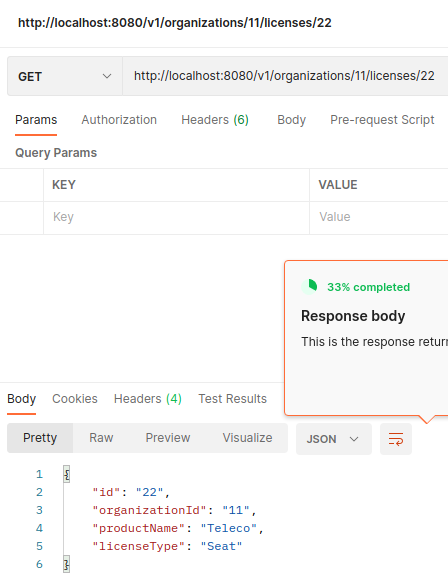 http://localhost:8080/v1/organizations/11/licenses/22
GET http://localhost:8080/v1/organizations/11/licenses/22
Params Authorization Headers (6) Body Pre-request Script
Query Params
KEY VALUE
Key Value
33% completed
Response body
This is the response retur
Body Cookies Headers (4) Test Results
Pretty Raw Preview Visualize JSON
1 {
2 "id": "22",
3 "organizationId": "11",
4 "productName": "Teleco",
5 "licenseType": "Seat"
6 }